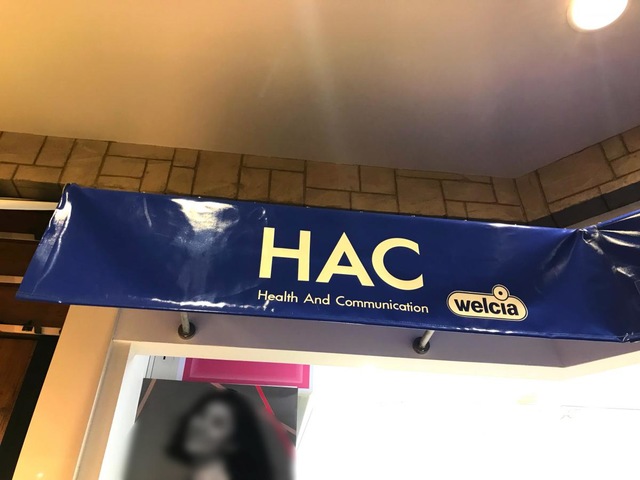 HAC
Health And Communication
welcia